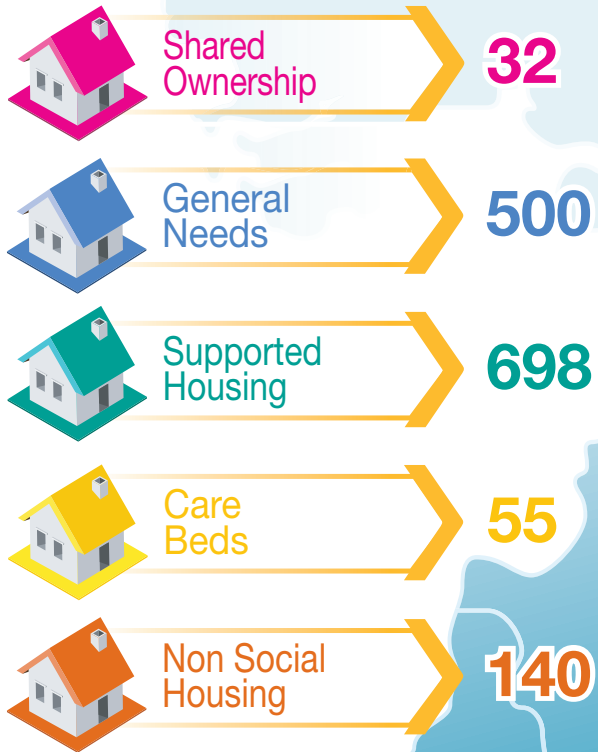 Shared
Ownership
32
General
Needs
500
Supported
Housing
698
Care
Beds
55
Non Social
Housing
140